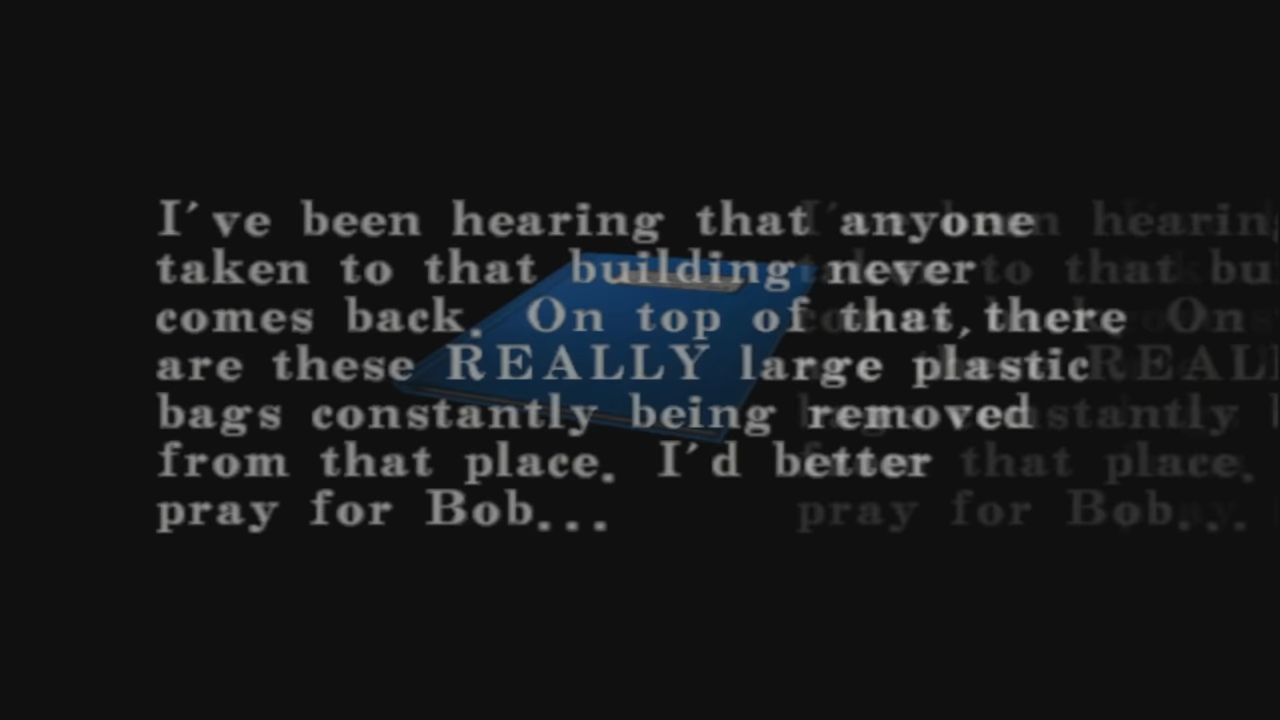 I've been hearing that anyone
taken to that building never
comes back. On top of that, there
are these REALLY large plastic
bags constantly being removed
from that place. I'd better
pray for Bob...